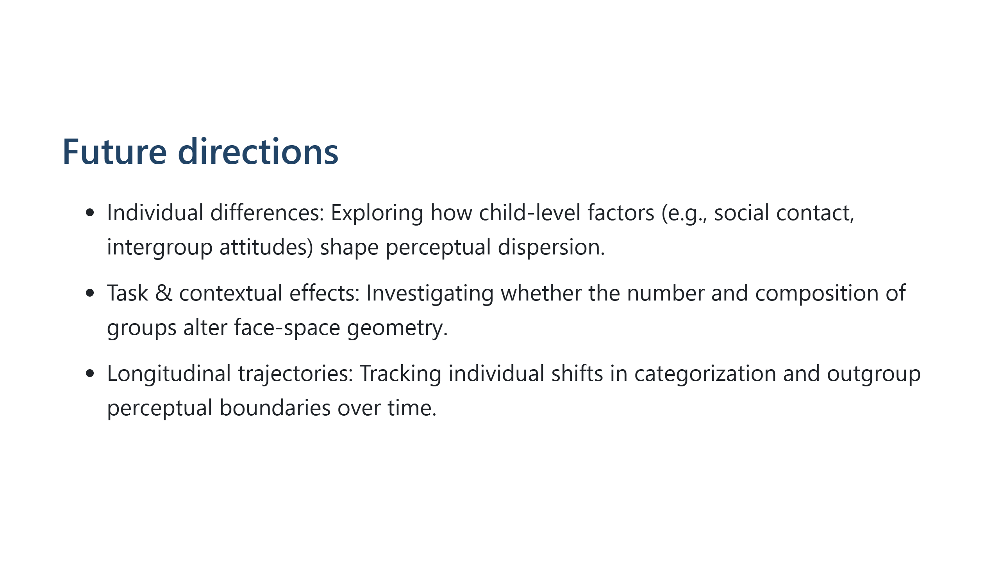 Future directions
• Individual differences: Exploring how child-level factors (e.g., social contact,
intergroup attitudes) shape perceptual dispersion.
• Task & contextual effects: Investigating whether the number and composition of
groups alter face-space geometry.
• Longitudinal trajectories: Tracking individual shifts in categorization and outgroup
perceptual boundaries over time.